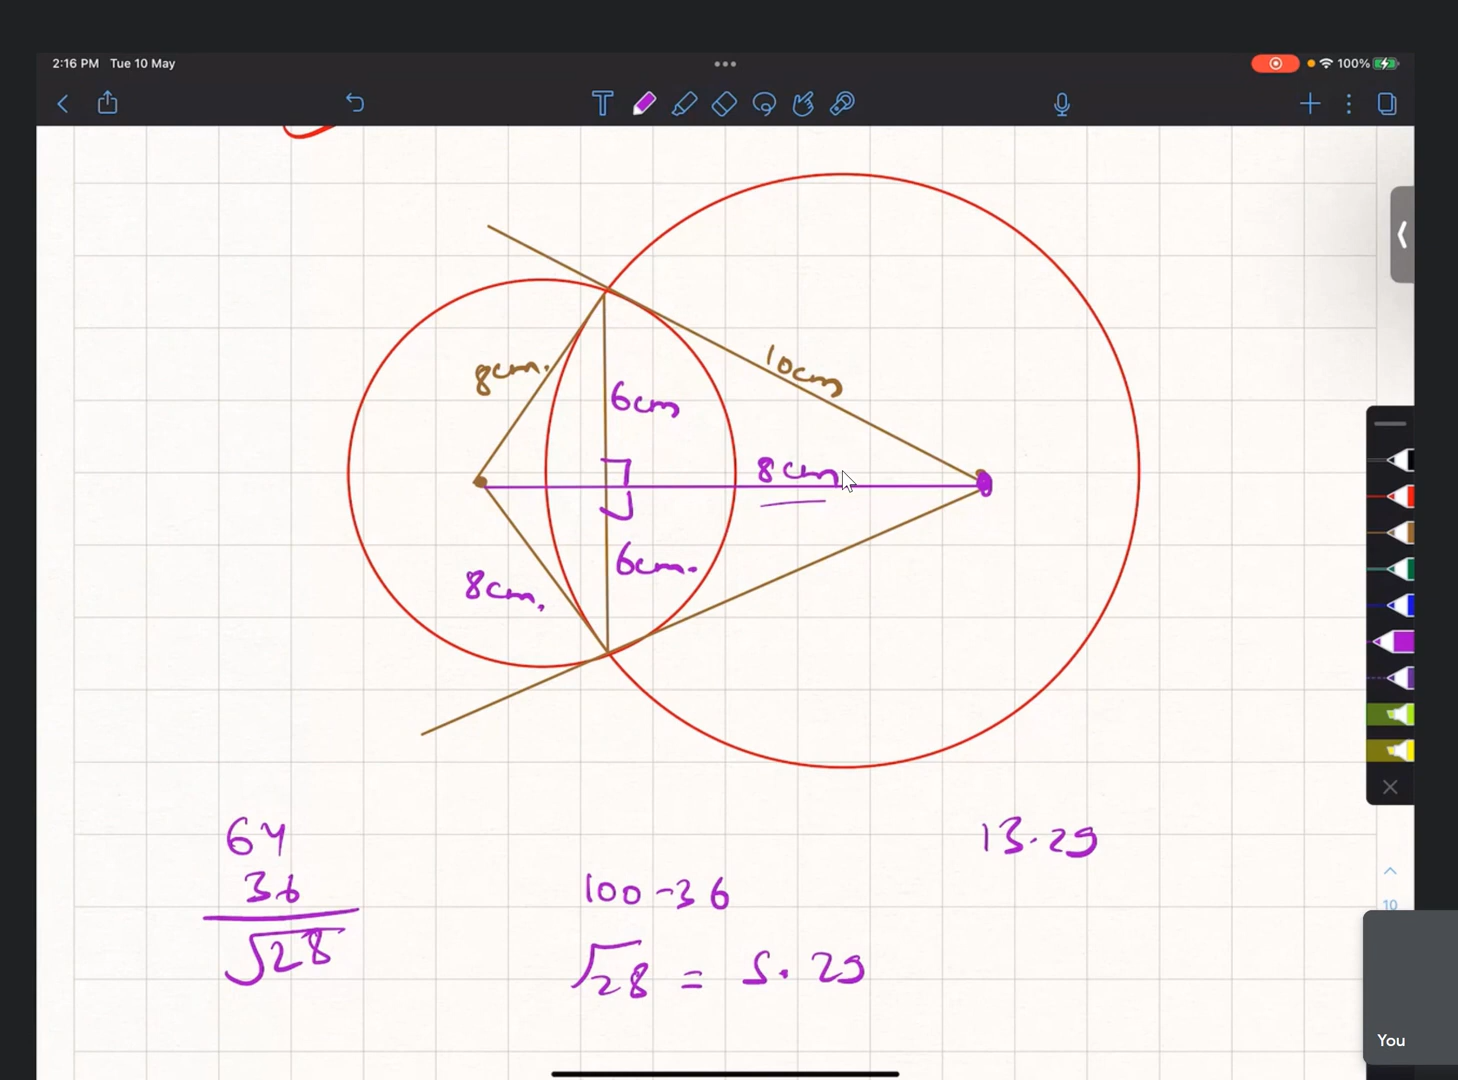 2:16 PM Tue 10 May
100%
T
10cm
8cm.
6cm
8cm
6cm.
8cm.
64
36
√28
100-36
√28 = 5.29
13.29
10
You